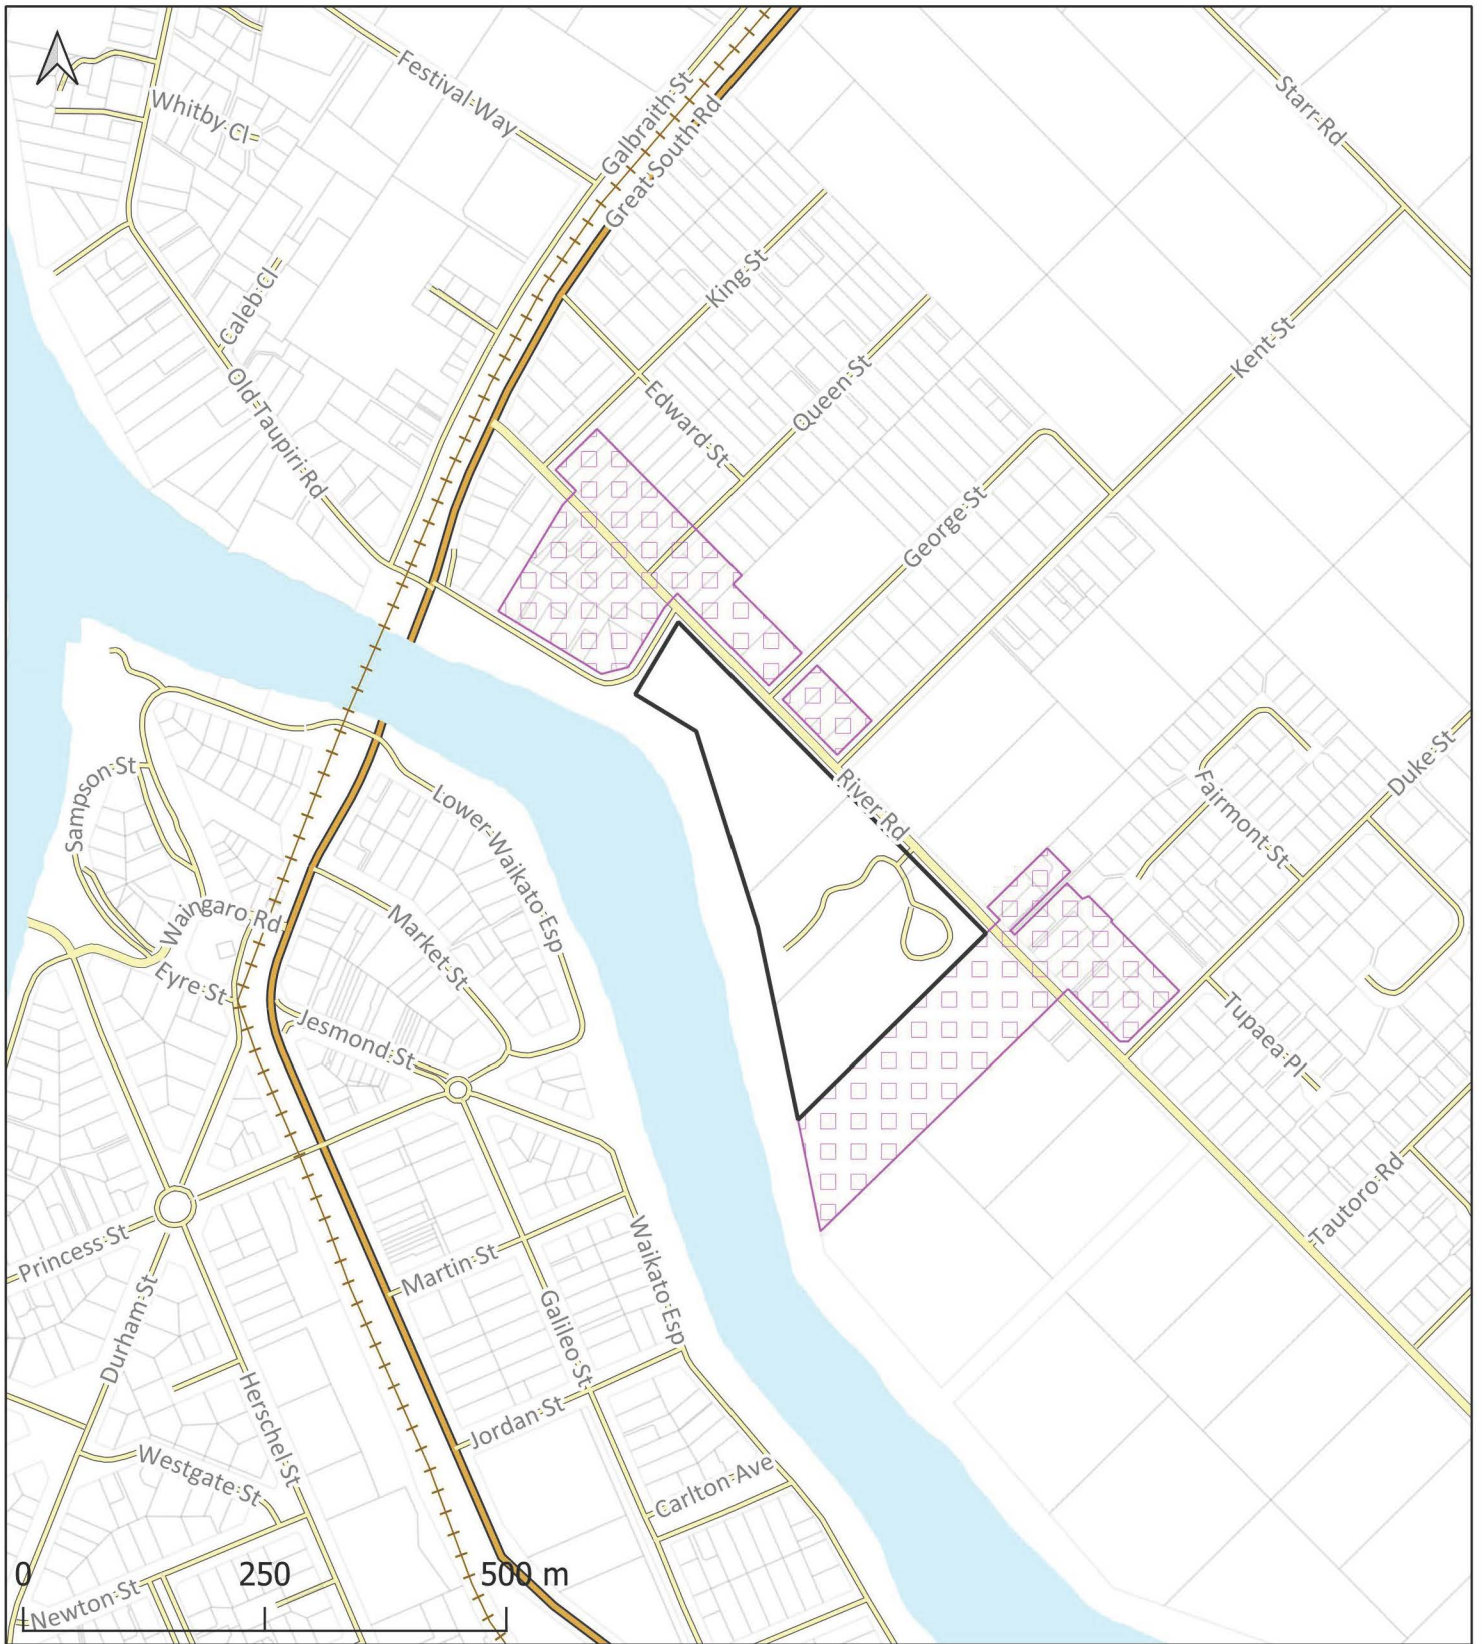 Festival Way
Galbraith St
Great South Rd
Starr Rd
Whitby Cl
King St
Caleb Cl
Kent St
Old Taupiri Rd
Edward St
Queen St
George St
Sampson St
Lower Waikato Esp
River Rd
Fairmont St
Duke St
Waingaro Rd
Market St
Eyre St
Jesmond St
Tupaea Pl
Tautoro Rd
Princess St
Durham St
Martin St
Waikato Esp
Galileo St
Herschel St
Jordan St
Westgate St
Carlton Ave
Newton St
0 250 500 m